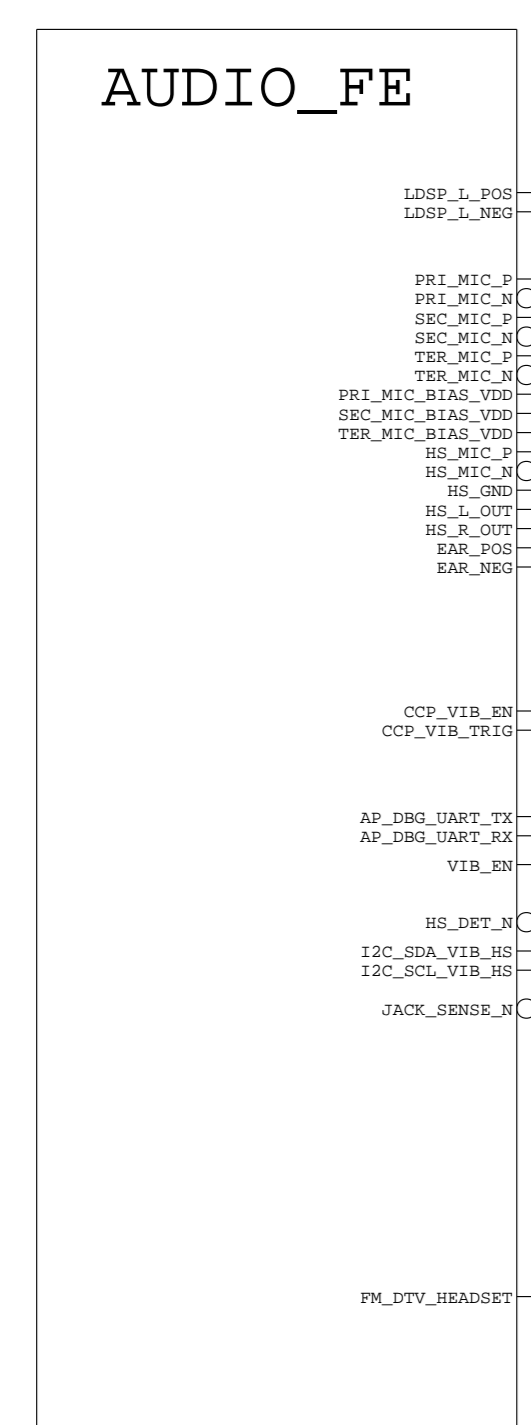 AUDIO_FE
LDSP_L_POS
LDSP_L_NEG
PRI_MIC_P
PRI_MIC_N
SEC_MIC_P
SEC_MIC_N
TER_MIC_P
TER_MIC_N
PRI_MIC_BIAS_VDD
SEC_MIC_BIAS_VDD
TER_MIC_BIAS_VDD
HS_MIC_P
HS_MIC_N
HS_GND
HS_L_OUT
HS_R_OUT
EAR_POS
EAR_NEG
CCP_VIB_EN
CCP_VIB_TRIG
AP_DBG_UART_TX
AP_DBG_UART_RX
VIB_EN
HS_DET_N
I2C_SDA_VIB_HS
I2C_SCL_VIB_HS
JACK_SENSE_N
FM_DTV_HEADSET